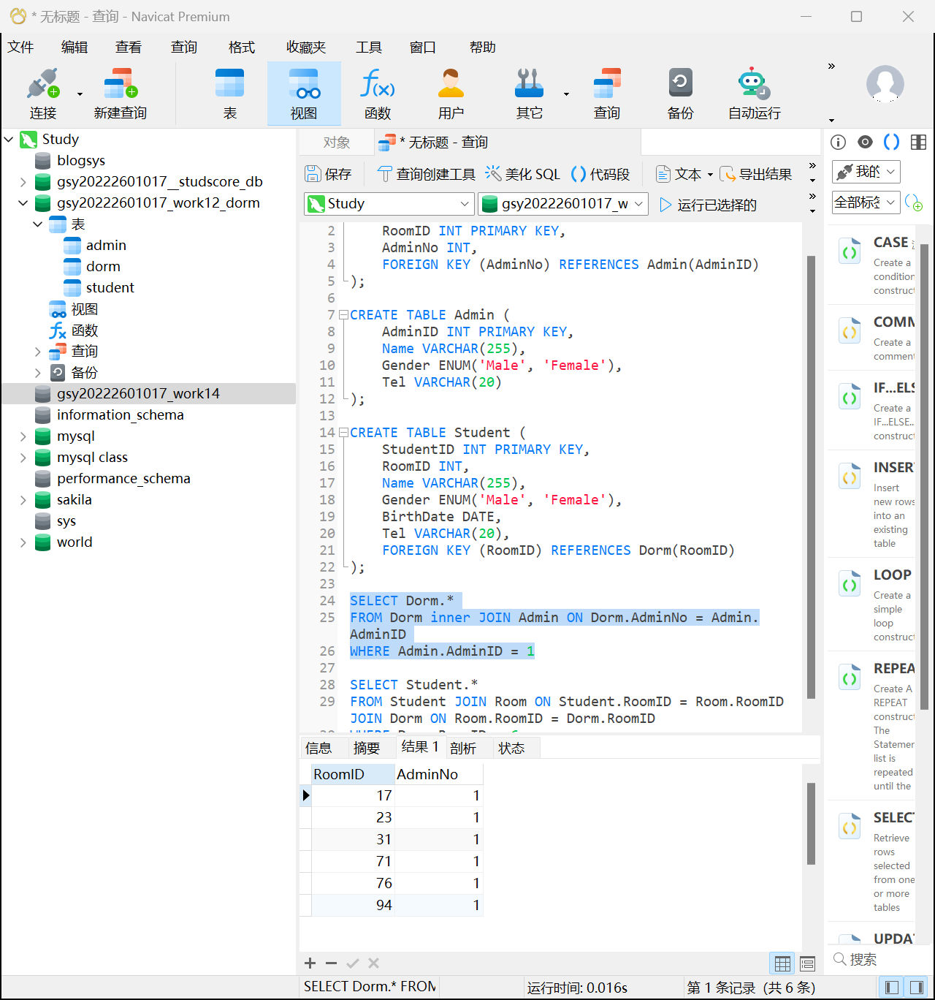 * 无标题 - 查询 - Navicat Premium
文件 编辑 查看 查询 格式 收藏夹 工具 窗口 帮助
连接 新建查询 表 视图 函数 用户 其它 查询 备份 自动运行
Study
blogsys
gsy20222601017__studscore_db
gsy20222601017_work12_dorm
表
admin
dorm
student
视图
函数
查询
备份
gsy20222601017_work14
information_schema
mysql
mysql class
performance_schema
sakila
sys
world
对象 * 无标题 - 查询
保存 查询创建工具 美化 SQL 代码段 文本 导出结果
Study gsy20222601017_w 运行已选择的
2 RoomID INT PRIMARY KEY,
3 AdminNo INT,
4 FOREIGN KEY (AdminNo) REFERENCES Admin(AdminID)
5 );
6
7 CREATE TABLE Admin (
8 AdminID INT PRIMARY KEY,
9 Name VARCHAR(255),
10 Gender ENUM('Male', 'Female'),
11 Tel VARCHAR(20)
12 );
13
14 CREATE TABLE Student (
15 StudentID INT PRIMARY KEY,
16 RoomID INT,
17 Name VARCHAR(255),
18 Gender ENUM('Male', 'Female'),
19 BirthDate DATE,
20 Tel VARCHAR(20),
21 FOREIGN KEY (RoomID) REFERENCES Dorm(RoomID)
22 );
23
24 SELECT Dorm.*
25 FROM Dorm inner JOIN Admin ON Dorm.AdminNo = Admin.
AdminID
26 WHERE Admin.AdminID = 1
27
28 SELECT Student.*
29 FROM Student JOIN Room ON Student.RoomID = Room.RoomID
JOIN Dorm ON Room.RoomID = Dorm.RoomID
信息 摘要 结果 1 剖析 状态
RoomID AdminNo
17 1
23 1
31 1
71 1
76 1
94 1
SELECT Dorm.* FROM 运行时间: 0.016s 第 1 条记录 (共 6 条)
我的
全部标签
CASE
Create a
condition
construct
COMM
Create a
comment
IF...ELS
Create a
IF...ELSE...
construct
INSERT
Insert
new rows
into an
existing
table
LOOP
Create a
simple
loop
construct
REPEA
Create A
REPEAT
construct
The
Statement
list is
repeated
until the
SELECT
Retrieve
rows
selected
from one
or more
tables
UPDA
搜索